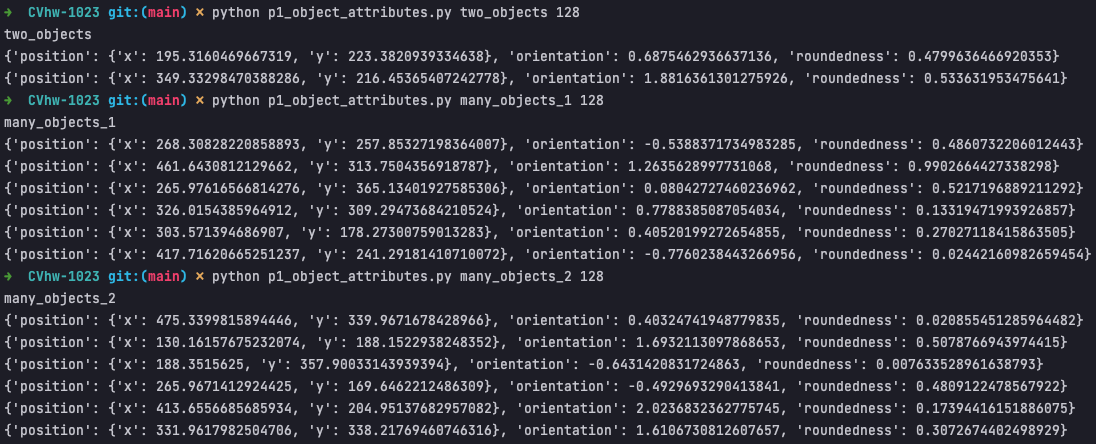 ➜ CVhw-1023 git:(main) × python p1_object_attributes.py two_objects 128
two_objects
{'position': {'x': 195.3160469667319, 'y': 223.3820939334638}, 'orientation': 0.6875462936637136, 'roundedness': 0.4799636466920353}
{'position': {'x': 349.33298470388286, 'y': 216.45365407242778}, 'orientation': 1.8816361301275926, 'roundedness': 0.533631953475641}
➜ CVhw-1023 git:(main) × python p1_object_attributes.py many_objects_1 128
many_objects_1
{'position': {'x': 268.30828220858893, 'y': 257.85327198364007}, 'orientation': -0.5388371734983285, 'roundedness': 0.4860732206012443}
{'position': {'x': 461.6430812129662, 'y': 313.7504356918787}, 'orientation': 1.2635628997731068, 'roundedness': 0.9902664427338298}
{'position': {'x': 265.97616566814276, 'y': 365.13401927585306}, 'orientation': 0.08042727460236962, 'roundedness': 0.5217196889211292}
{'position': {'x': 326.0154385964912, 'y': 309.29473684210524}, 'orientation': 0.7788385087054034, 'roundedness': 0.13319471993926857}
{'position': {'x': 303.571394686907, 'y': 178.27300759013283}, 'orientation': 0.40520199272654855, 'roundedness': 0.27027118415863505}
{'position': {'x': 417.71620665251237, 'y': 241.29181410710072}, 'orientation': -0.7760238443266956, 'roundedness': 0.02442160982659454}
➜ CVhw-1023 git:(main) × python p1_object_attributes.py many_objects_2 128
many_objects_2
{'position': {'x': 475.3399815894446, 'y': 339.9671678428966}, 'orientation': 0.40324741948779835, 'roundedness': 0.020855451285964482}
{'position': {'x': 130.16157675232074, 'y': 188.1522938248352}, 'orientation': 1.6932113097868653, 'roundedness': 0.5078766943974415}
{'position': {'x': 188.3515625, 'y': 357.90033143939394}, 'orientation': -0.6431420831724863, 'roundedness': 0.007633528961638793}
{'position': {'x': 265.9671412924425, 'y': 169.6462212486309}, 'orientation': -0.4929693290413841, 'roundedness': 0.4809122478567922}
{'position': {'x': 413.6556685685934, 'y': 204.95137682957082}, 'orientation': 2.0236832362775745, 'roundedness': 0.17394416151886075}
{'position': {'x': 331.9617982504706, 'y': 338.21769460746316}, 'orientation': 1.6106730812607657, 'roundedness': 0.3072674402498929}